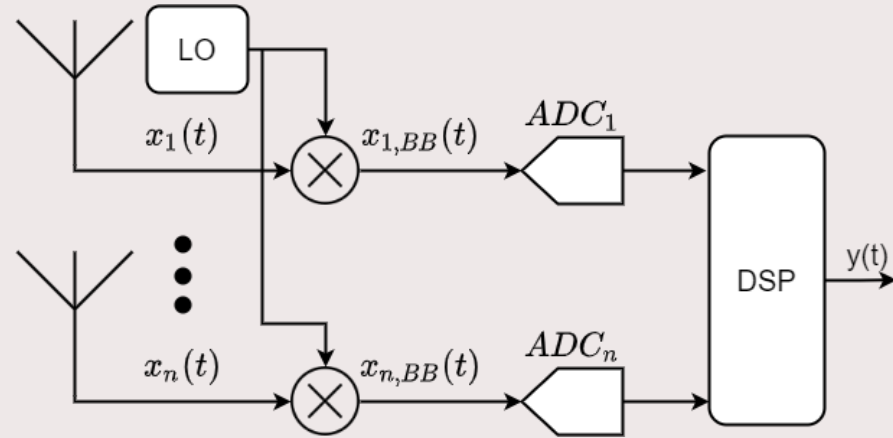 LO
x_1(t)
x_{1,BB}(t)
ADC_1
x_n(t)
x_{n,BB}(t)
ADC_n
DSP
y(t)